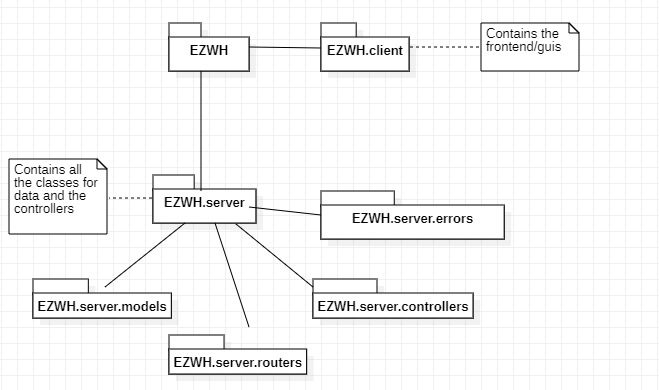 EZWH
EZWH.client
Contains the
frontend/guis
Contains all
the classes for
data and the
controllers
EZWH.server
EZWH.server.errors
EZWH.server.models
EZWH.server.controllers
EZWH.server.routers